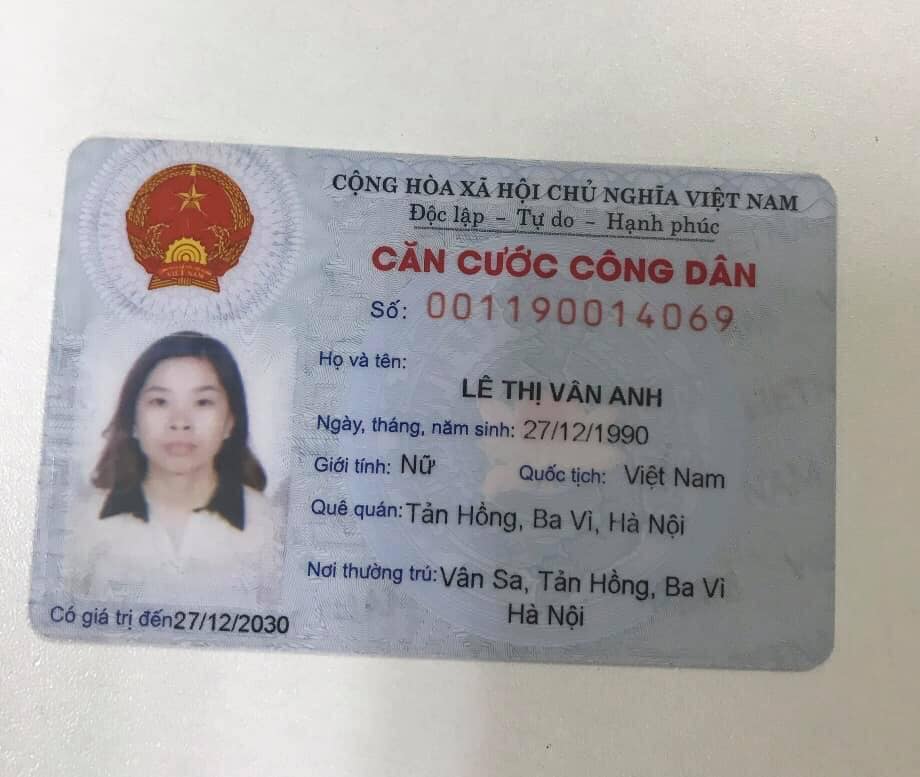 CỘNG HÒA XÃ HỘI CHỦ NGHĨA VIỆT NAM
Độc lập - Tự do - Hạnh phúc
CĂN CƯỚC CÔNG DÂN
Số: 001190014069
Họ và tên:
LÊ THỊ VÂN ANH
Ngày, tháng, năm sinh: 27/12/1990
Giới tính: Nữ Quốc tịch: Việt Nam
Quê quán: Tản Hồng, Ba Vì, Hà Nội
Nơi thường trú: Vân Sa, Tản Hồng, Ba Vì
Hà Nội
Có giá trị đến 27/12/2030
VIỆT NAM